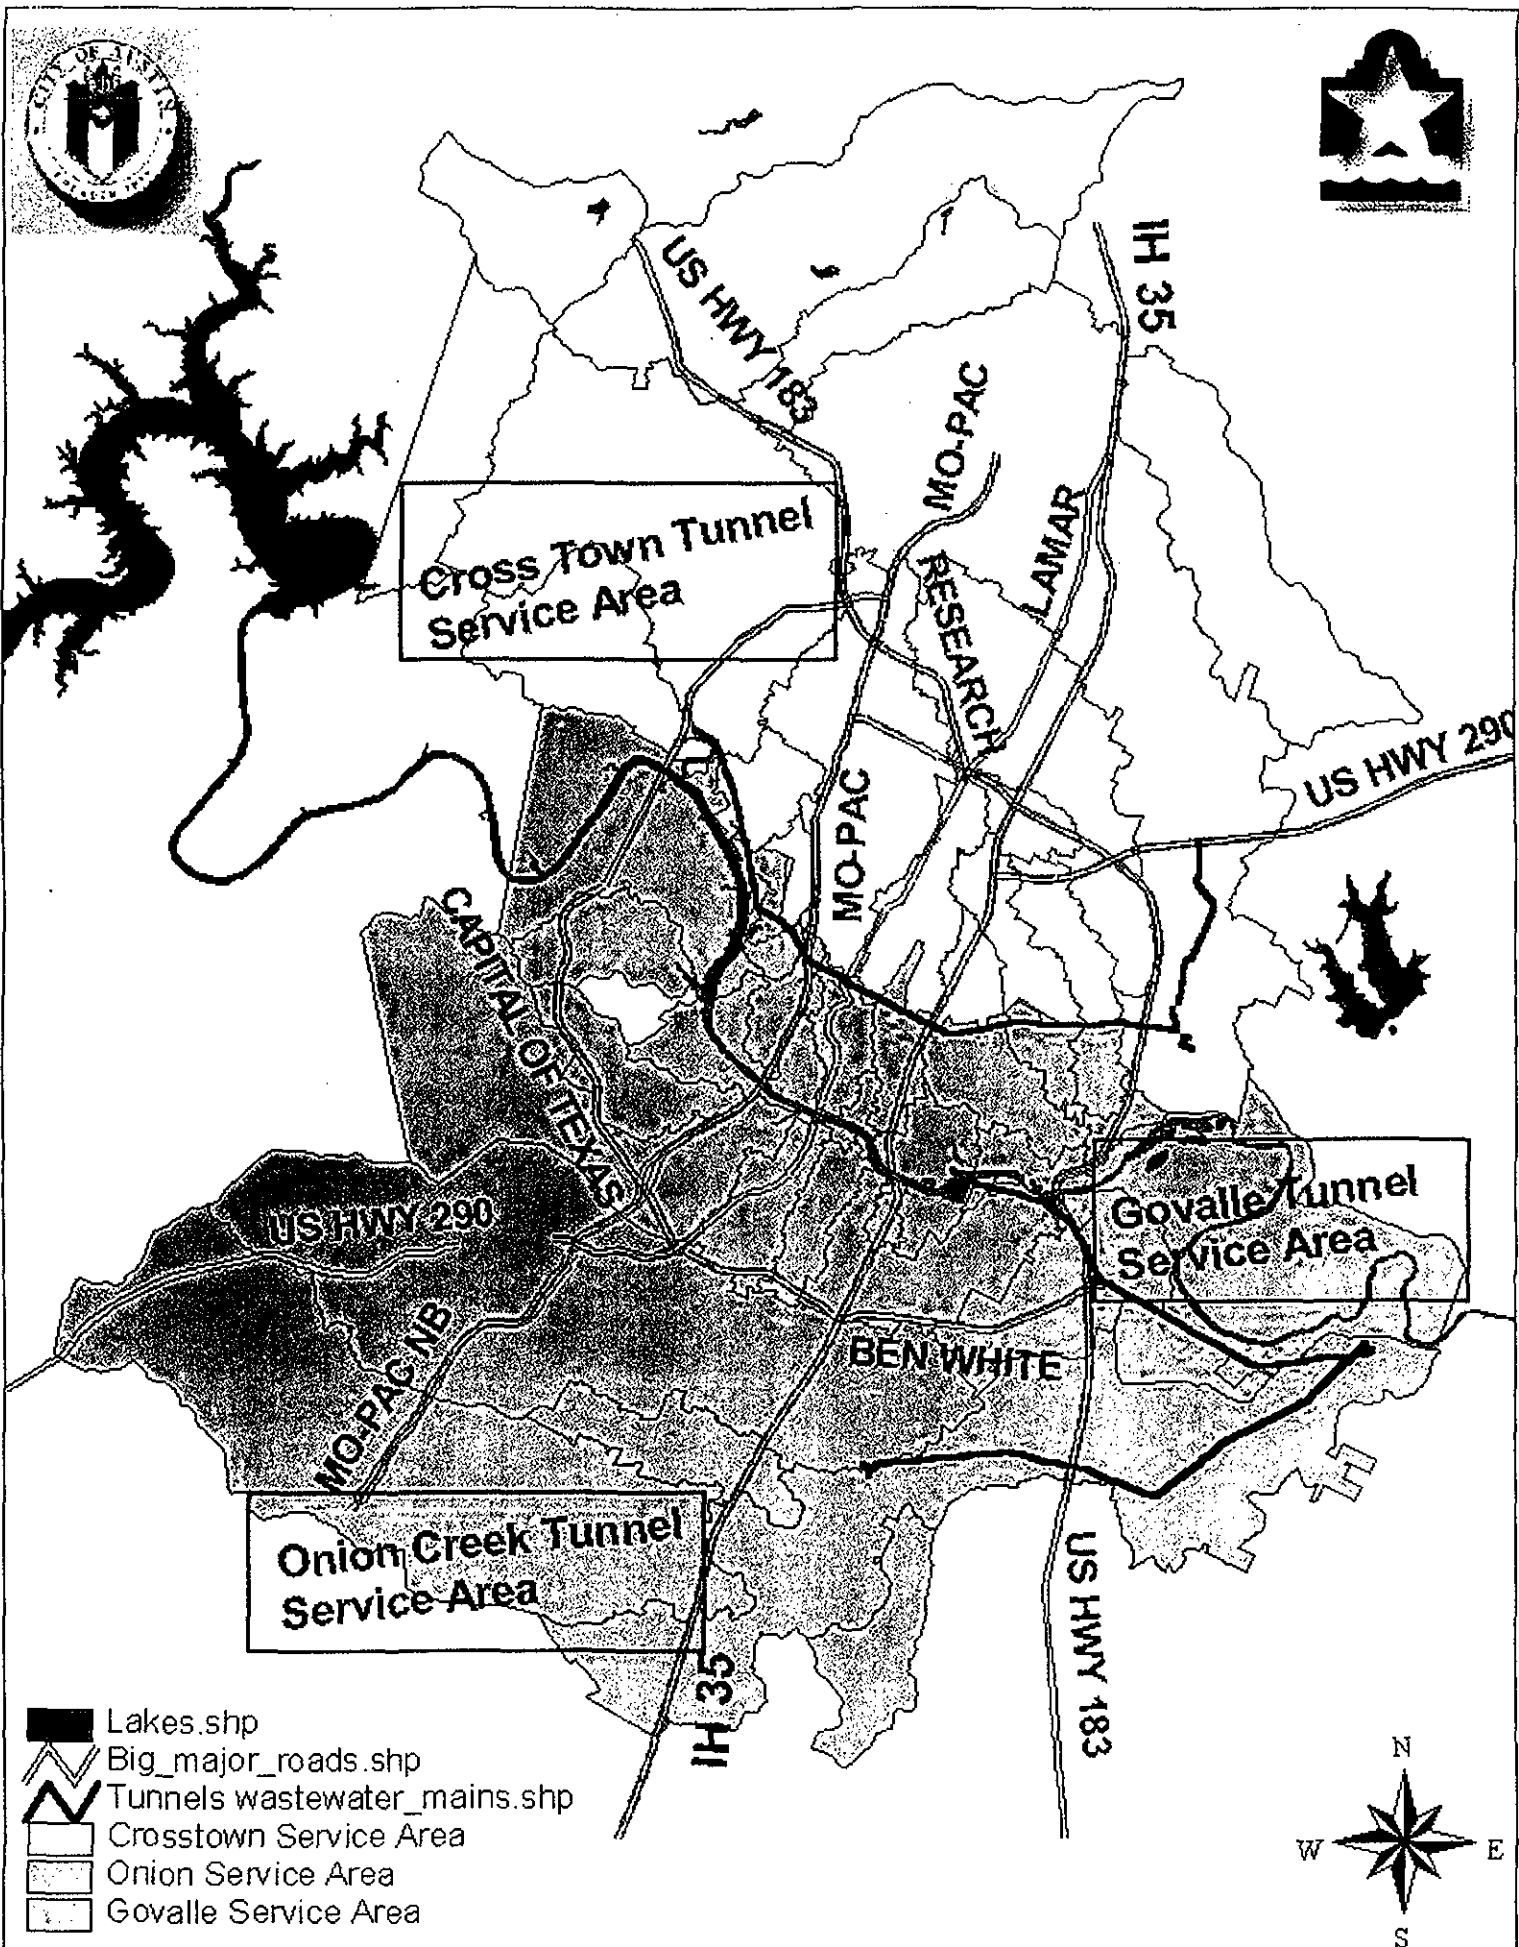 CITY OF AUSTIN
IH 35
US HWY 183
MO-PAC
LAMAR
Cross Town Tunnel
Service Area
RESEARCH
US HWY 290
MO-PAC
CAPITAL OF TEXAS
Govalle Tunnel
Service Area
US HWY 290
MO-PAC NB
BEN WHITE
Onion Creek Tunnel
Service Area
US HWY 183
IH 35
Lakes.shp
Big_major_roads.shp
Tunnels wastewater_mains.shp
Crosstown Service Area
Onion Service Area
Govalle Service Area
N
W E
S